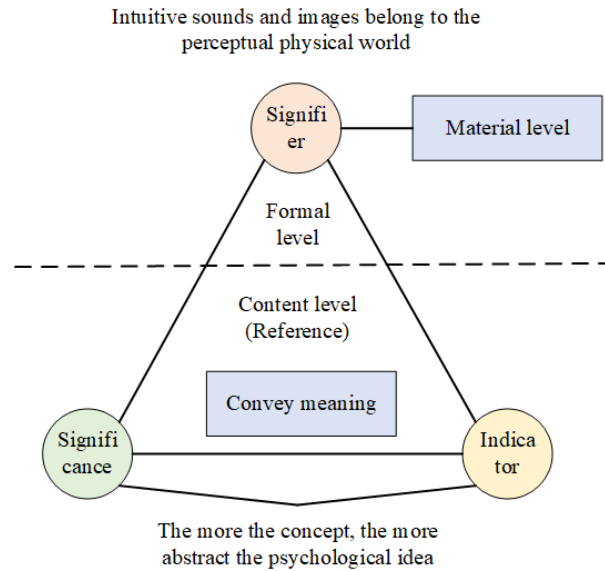 Intuitive sounds and images belong to the
perceptual physical world
Signifi
er
Material level
Formal
level
Content level
(Reference)
Convey meaning
Signifi
cance
Indica
tor
The more the concept, the more
abstract the psychological idea